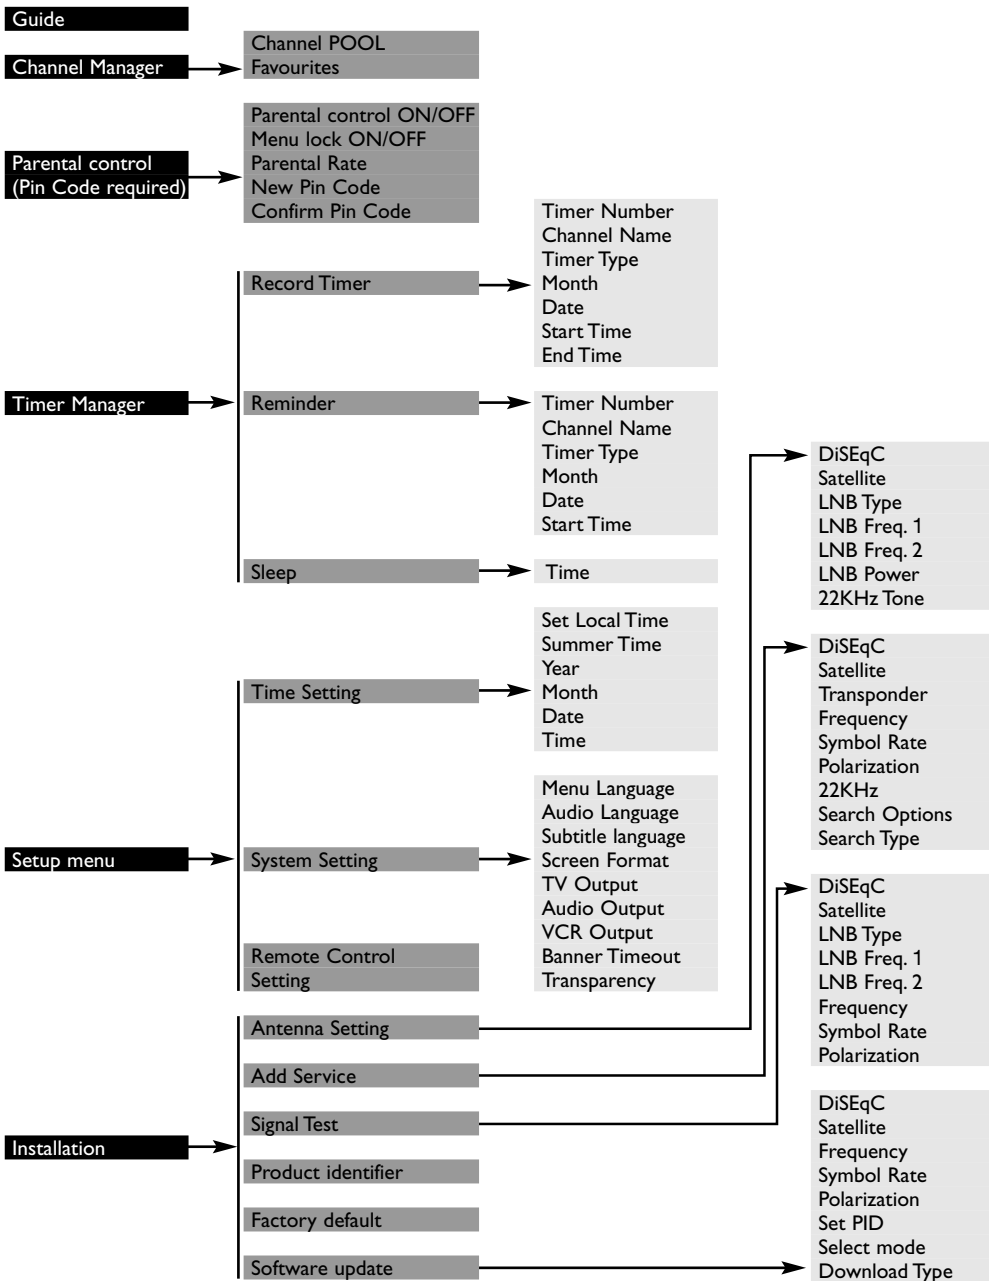 Guide
Channel Manager
Channel POOL
Favourites
Parental control
(Pin Code required)
Parental control ON/OFF
Menu lock ON/OFF
Parental Rate
New Pin Code
Confirm Pin Code
Timer Manager
Record Timer
Timer Number
Channel Name
Timer Type
Month
Date
Start Time
End Time
Reminder
Timer Number
Channel Name
Timer Type
Month
Date
Start Time
Sleep
Time
Setup menu
Time Setting
Set Local Time
Summer Time
Year
Month
Date
Time
System Setting
Menu Language
Audio Language
Subtitle language
Screen Format
TV Output
Audio Output
VCR Output
Banner Timeout
Transparency
Remote Control
Setting
Installation
Antenna Setting
DiSEqC
Satellite
LNB Type
LNB Freq. 1
LNB Freq. 2
LNB Power
22KHz Tone
Add Service
DiSEqC
Satellite
Transponder
Frequency
Symbol Rate
Polarization
22KHz
Search Options
Search Type
Signal Test
DiSEqC
Satellite
LNB Type
LNB Freq. 1
LNB Freq. 2
Frequency
Symbol Rate
Polarization
Product identifier
Factory default
Software update
DiSEqC
Satellite
Frequency
Symbol Rate
Polarization
Set PID
Select mode
Download Type